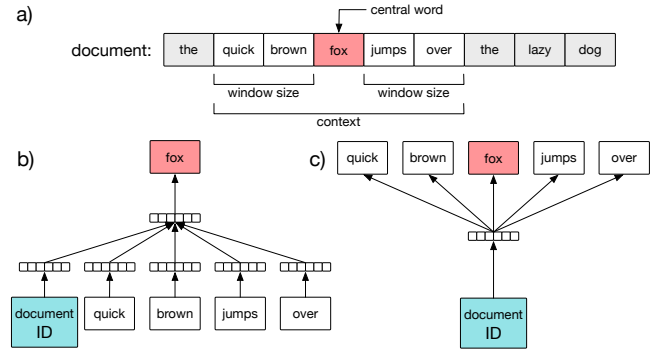 a)
central word
document: the quick brown fox jumps over the lazy dog
window size window size
context
b)
fox
document ID quick brown jumps over
c)
quick brown fox jumps over
document ID